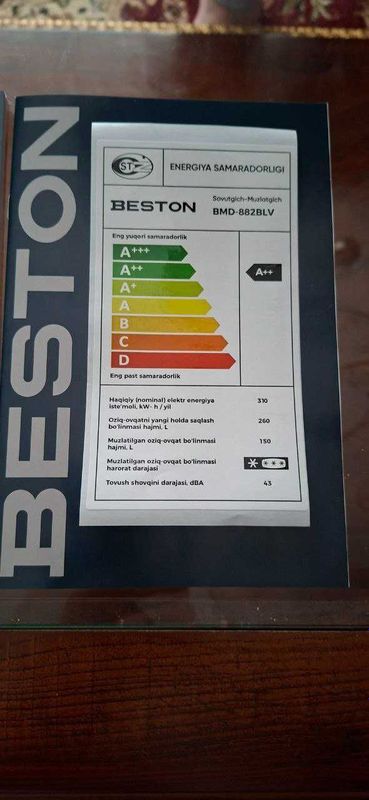 BESTON
ST
ENERGIYA SAMARADORLIGI
BESTON
Sovutgich-Muzlatgich
BMD-882BLV
Eng yuqori samaradorlik
A+++
A++
A+
A
B
C
D
A++
Eng past samaradorlik
Haqiqiy (nominal) elektr energiya
iste'moli, kW- h / yil
310
Oziq-ovqatni yangi holda saqlash
bo'linmasi hajmi, L
260
Muzlatilgan oziq-ovqat bo'linmasi
hajmi, L
150
Muzlatilgan oziq-ovqat bo'linmasi
harorat darajasi
Tovush shovqini darajasi, dBA
43